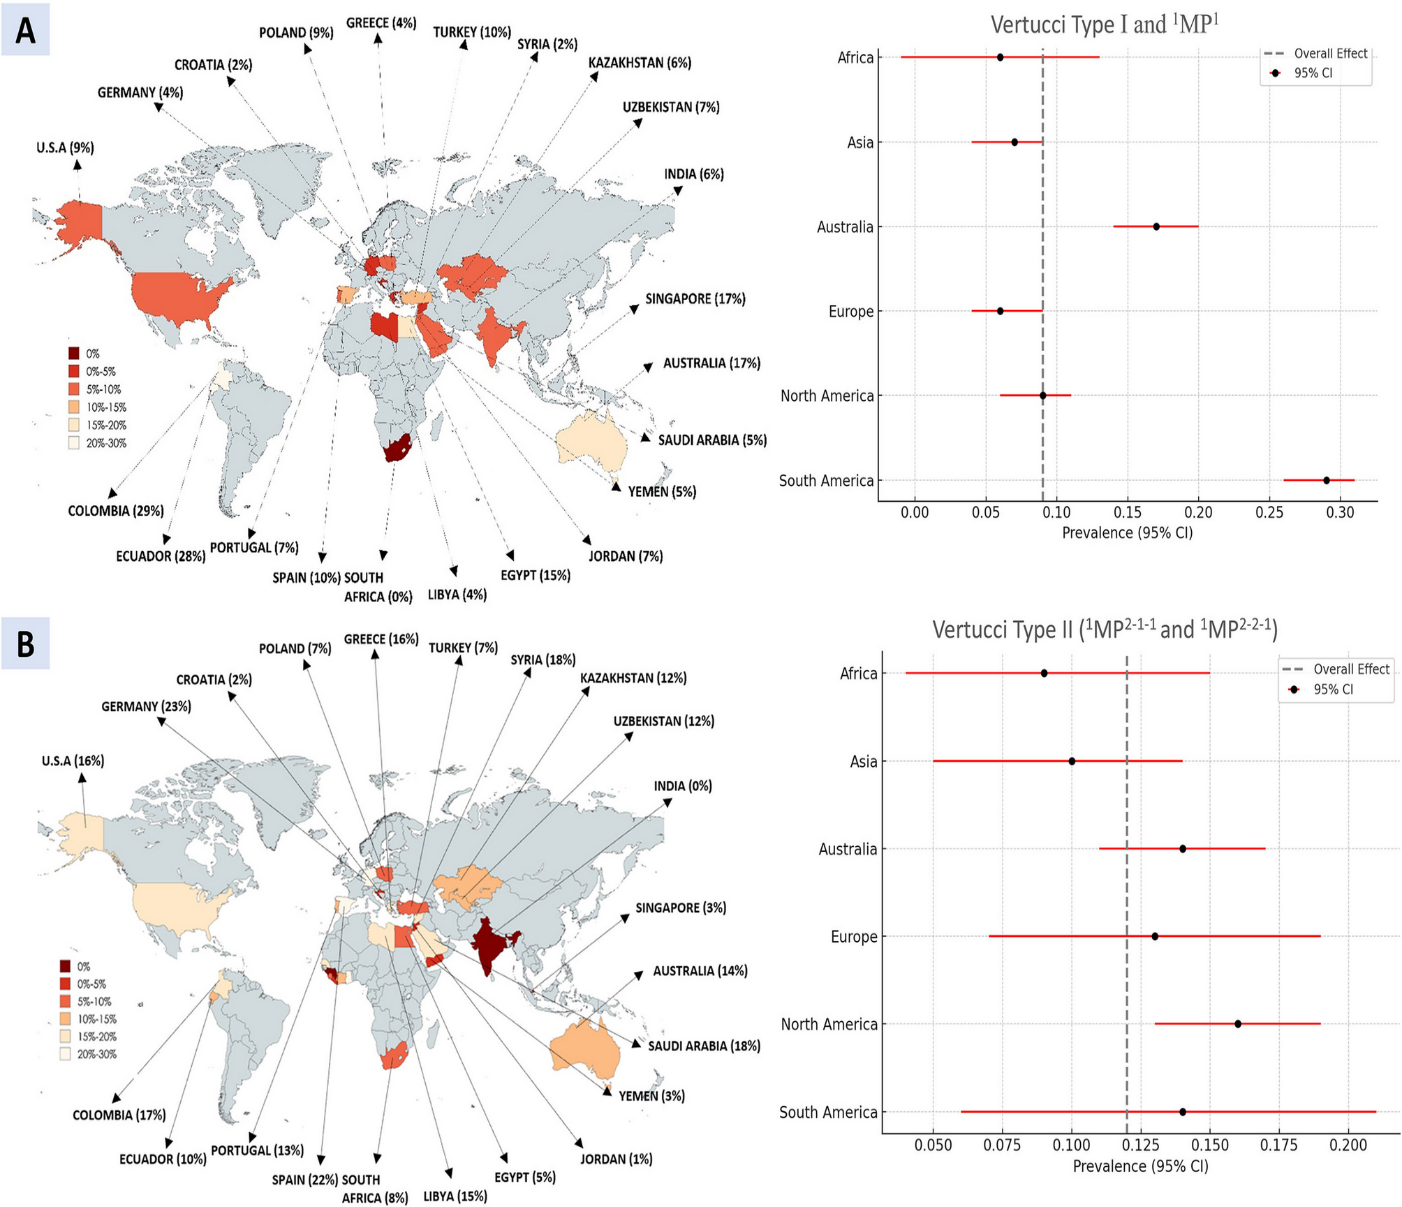 A
GREECE (4%)
POLAND (9%)
TURKEY (10%)
SYRIA (2%)
CROATIA (2%)
KAZAKHSTAN (6%)
GERMANY (4%)
UZBEKISTAN (7%)
U.S.A (9%)
INDIA (6%)
SINGAPORE (17%)
AUSTRALIA (17%)
0%
0%-5%
5%-10%
10%-15%
15%-20%
20%-30%
SAUDI ARABIA (5%)
YEMEN (5%)
COLOMBIA (29%)
ECUADOR (28%)
PORTUGAL (7%)
JORDAN (7%)
SPAIN (10%)
SOUTH
AFRICA (0%)
EGYPT (15%)
LIBYA (4%)
Vertucci Type I and ¹MP¹
Overall Effect
95% CI
Africa
Asia
Australia
Europe
North America
South America
0.00 0.05 0.10 0.15 0.20 0.25 0.30
Prevalence (95% CI)
B
GREECE (16%)
POLAND (7%)
TURKEY (7%)
SYRIA (18%)
CROATIA (2%)
KAZAKHSTAN (12%)
GERMANY (23%)
UZBEKISTAN (12%)
U.S.A (16%)
INDIA (0%)
SINGAPORE (3%)
AUSTRALIA (14%)
0%
0%-5%
5%-10%
10%-15%
15%-20%
20%-30%
SAUDI ARABIA (18%)
YEMEN (3%)
COLOMBIA (17%)
ECUADOR (10%)
PORTUGAL (13%)
JORDAN (1%)
SPAIN (22%)
SOUTH
AFRICA (8%)
EGYPT (5%)
LIBYA (15%)
Vertucci Type II (¹MP²⁻¹⁻¹ and ¹MP²⁻²⁻¹)
Overall Effect
95% CI
Africa
Asia
Australia
Europe
North America
South America
0.050 0.075 0.100 0.125 0.150 0.175 0.200
Prevalence (95% CI)